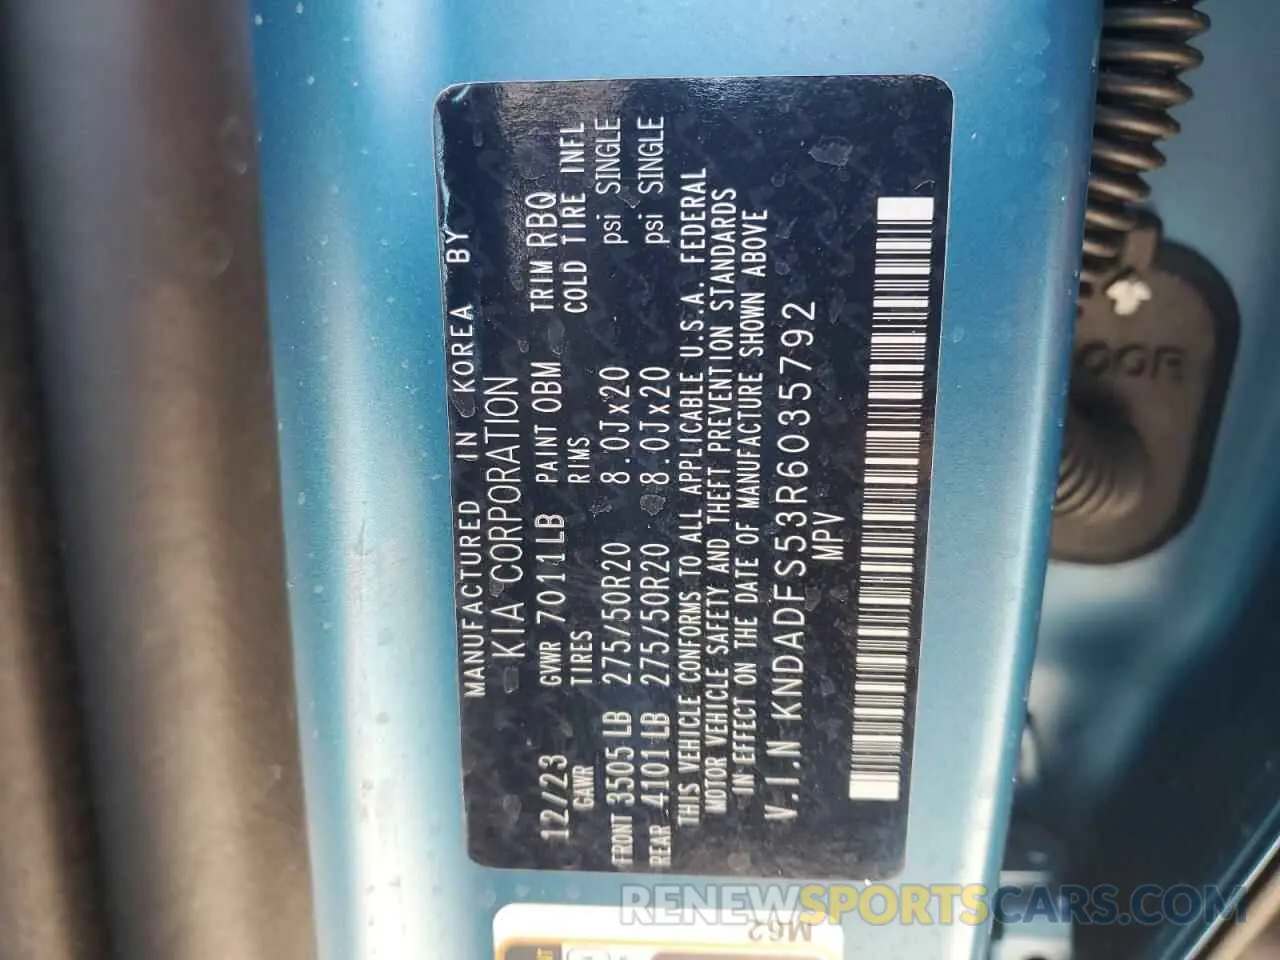 MANUFACTURED IN KOREA BY
KIA CORPORATION
12/23 GVWR 7011LB PAINT OBM TRIM RBQ
GAWR TIRES RIMS COLD TIRE INFL
FRONT 3505LB 275/50R20 8.0Jx20 psi SINGLE
REAR 4101LB 275/50R20 8.0Jx20 psi SINGLE
THIS VEHICLE CONFORMS TO ALL APPLICABLE U.S.A. FEDERAL
MOTOR VEHICLE SAFETY AND THEFT PREVENTION STANDARDS
IN EFFECT ON THE DATE OF MANUFACTURE SHOWN ABOVE
V.I.N KNDADFS53R6035792
MPV
M62
RENEWSPORTSCARS.COM